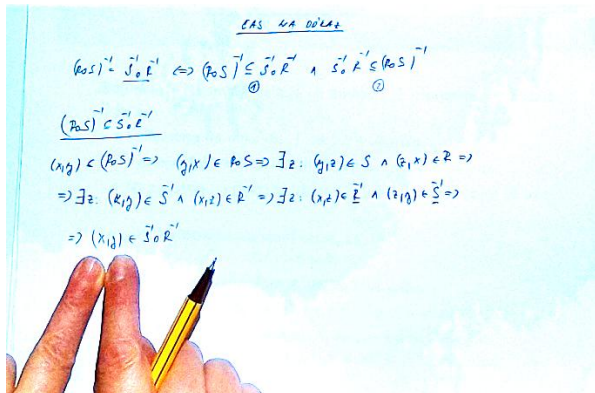 ČAS NA DÔKAZ
(R∘S)⁻¹ = S⁻¹∘R⁻¹ <=> (R∘S)⁻¹ ⊆ S⁻¹∘R⁻¹ ∧ S⁻¹∘R⁻¹ ⊆ (R∘S)⁻¹
① ②
(R∘S)⁻¹ ⊂ S⁻¹∘R⁻¹
(x,y) ∈ (R∘S)⁻¹ => (y,x) ∈ R∘S => ∃z: (y,z) ∈ S ∧ (z,x) ∈ R =>
=> ∃z: (z,y) ∈ S⁻¹ ∧ (x,z) ∈ R⁻¹ => ∃z: (x,z) ∈ R⁻¹ ∧ (z,y) ∈ S⁻¹ =>
=> (x,y) ∈ S⁻¹∘R⁻¹